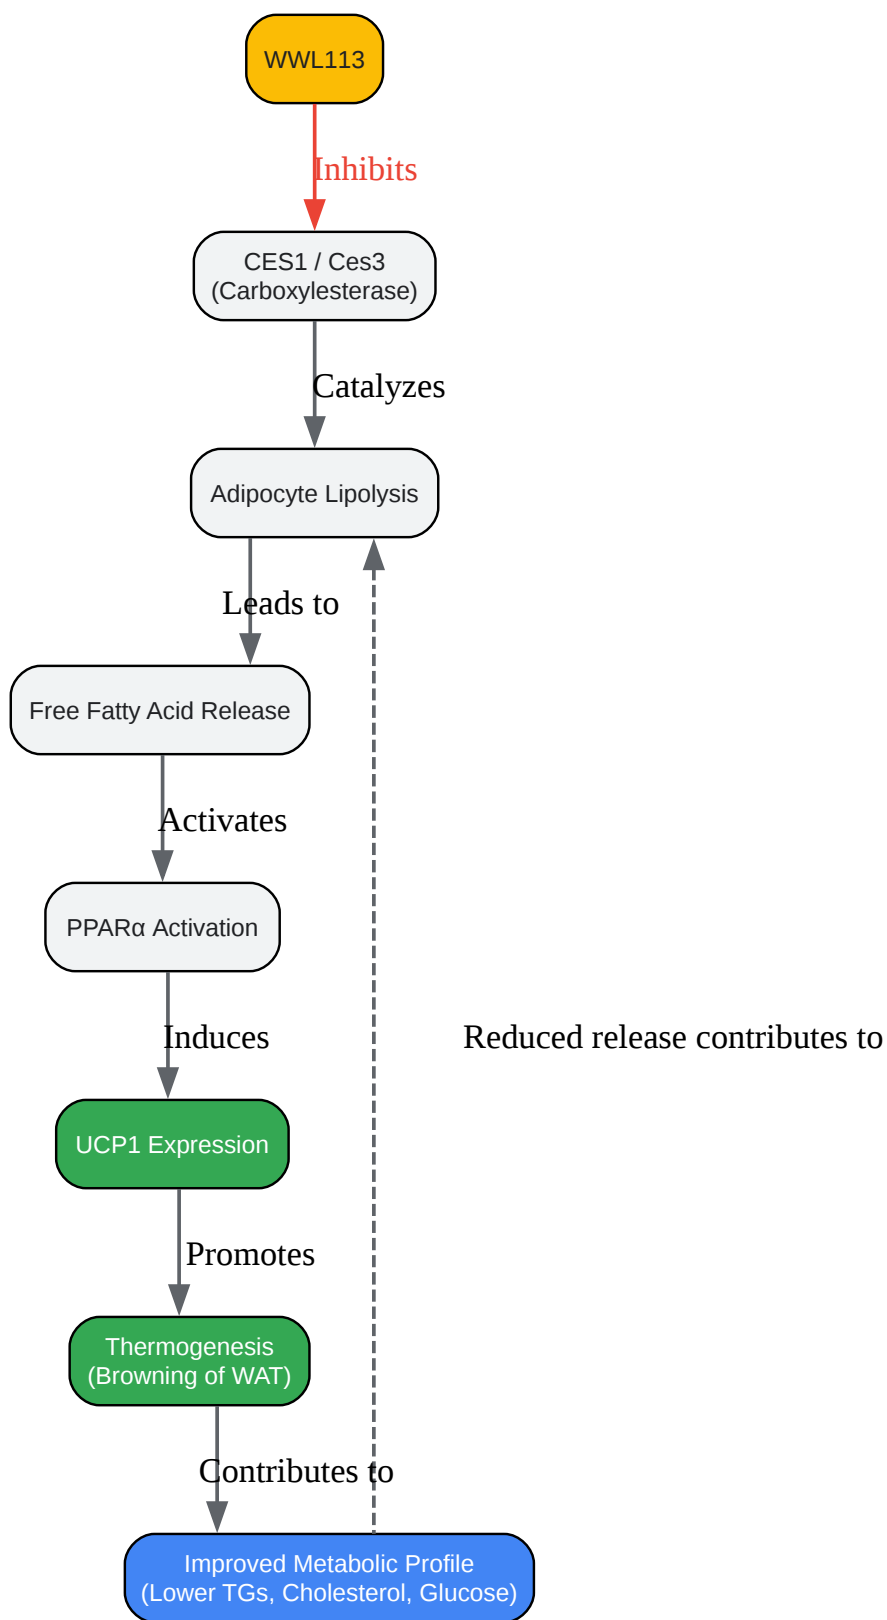 WWL113
Inhibits
CES1 / Ces3
(Carboxylesterase)
Catalyzes
Adipocyte Lipolysis
Leads to
Free Fatty Acid Release
Activates
PPARα Activation
Induces
Reduced release contributes to
UCP1 Expression
Promotes
Thermogenesis
(Browning of WAT)
Contributes to
Improved Metabolic Profile
(Lower TGs, Cholesterol, Glucose)